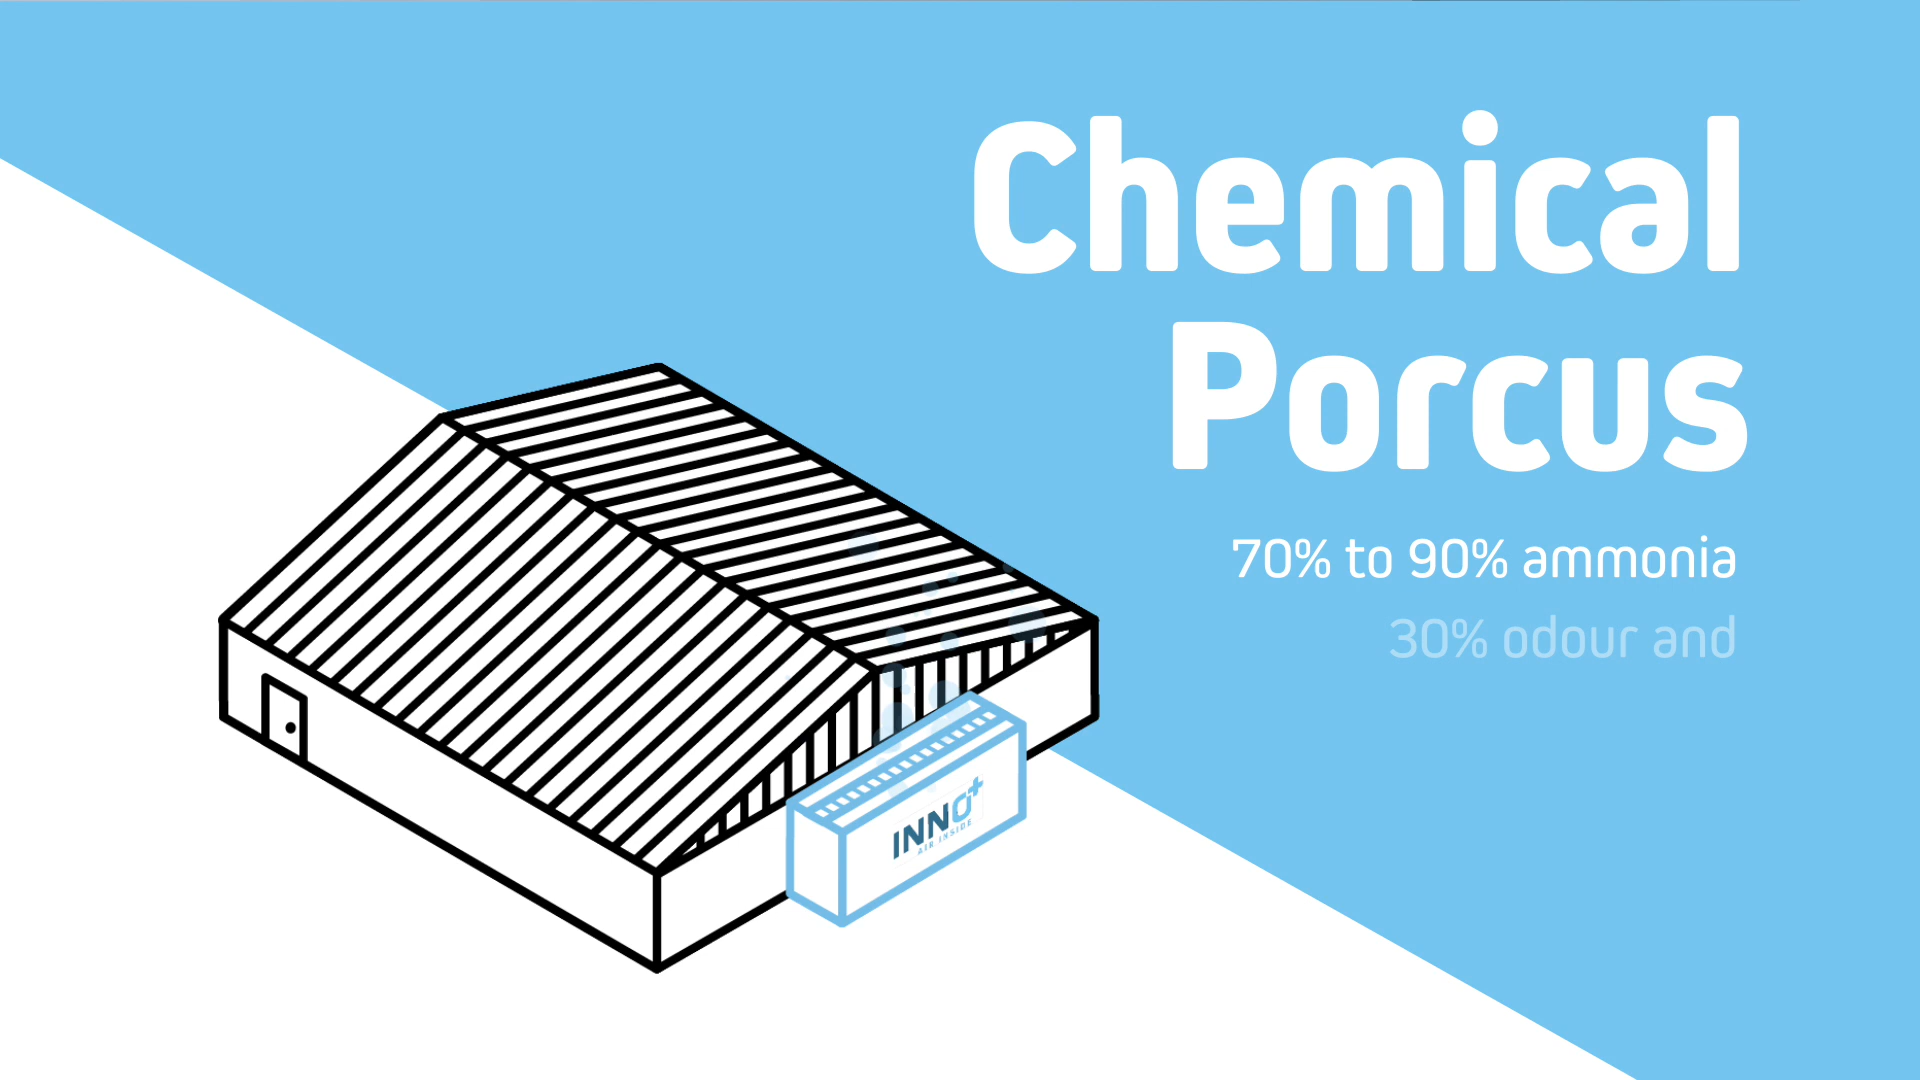 Chemical
Porcus
70% to 90% ammonia
30% odour and
INNO+
AIR INSIDE